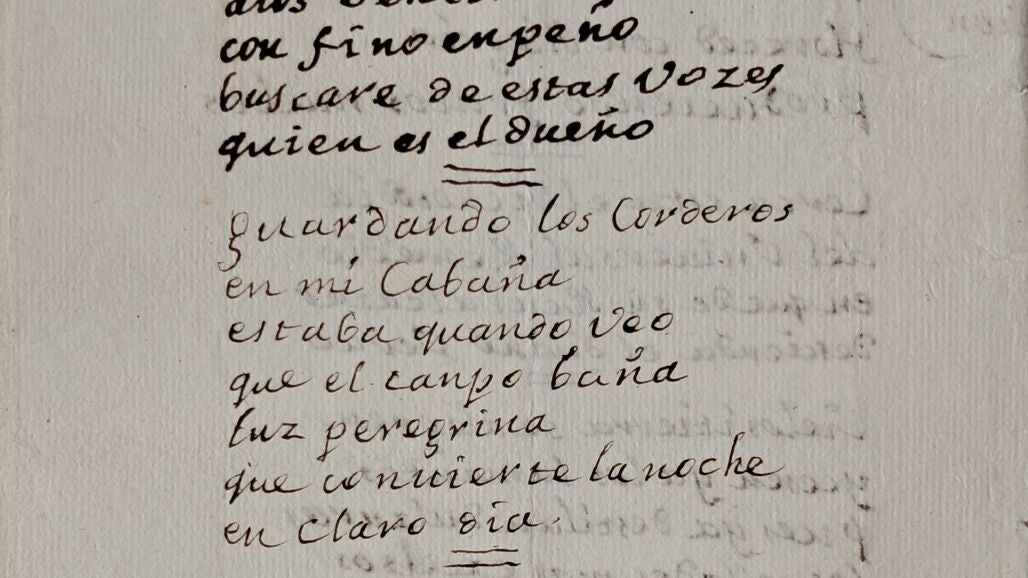 con fino enpeño
buscare de estas vozes
quien es el dueño
guardando los Corderos
en mi Cabaña
estaba quando veo
que el canpo baña
luz peregrina
que convierte la noche
en claro dia.